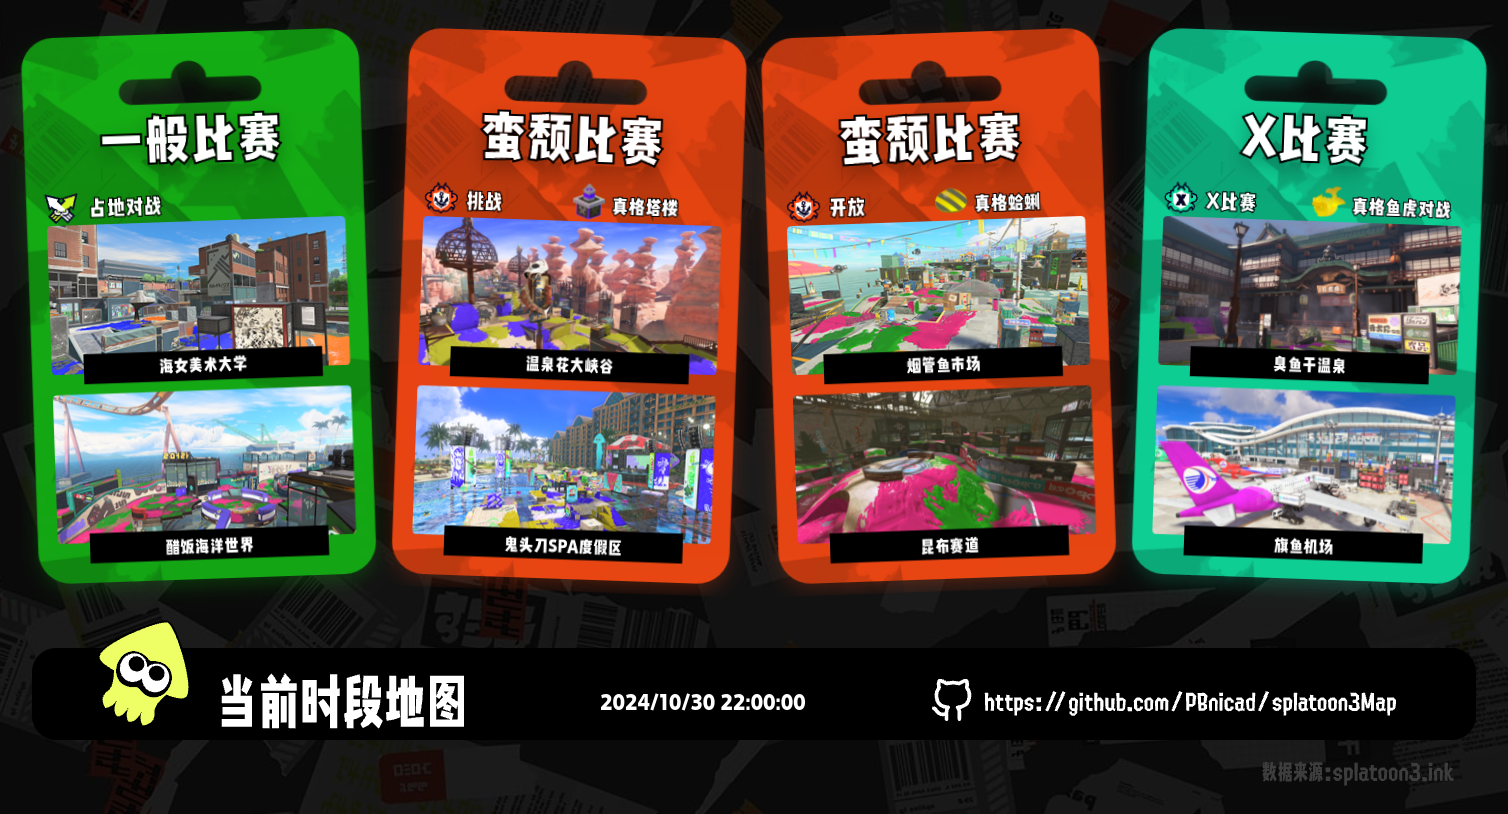 一般比赛
占地对战
海女美术大学
醋饭海洋世界
蛮颓比赛
挑战
真格塔楼
温泉花大峡谷
鬼头刀SPA度假区
蛮颓比赛
开放
真格蛤蜊
烟管鱼市场
昆布赛道
X比赛
X比赛
真格鱼虎对战
臭鱼干温泉
旗鱼机场
当前时段地图
2024/10/30 22:00:00
https://github.com/PBnicad/splatoon3Map
数据来源:splatoon3.ink